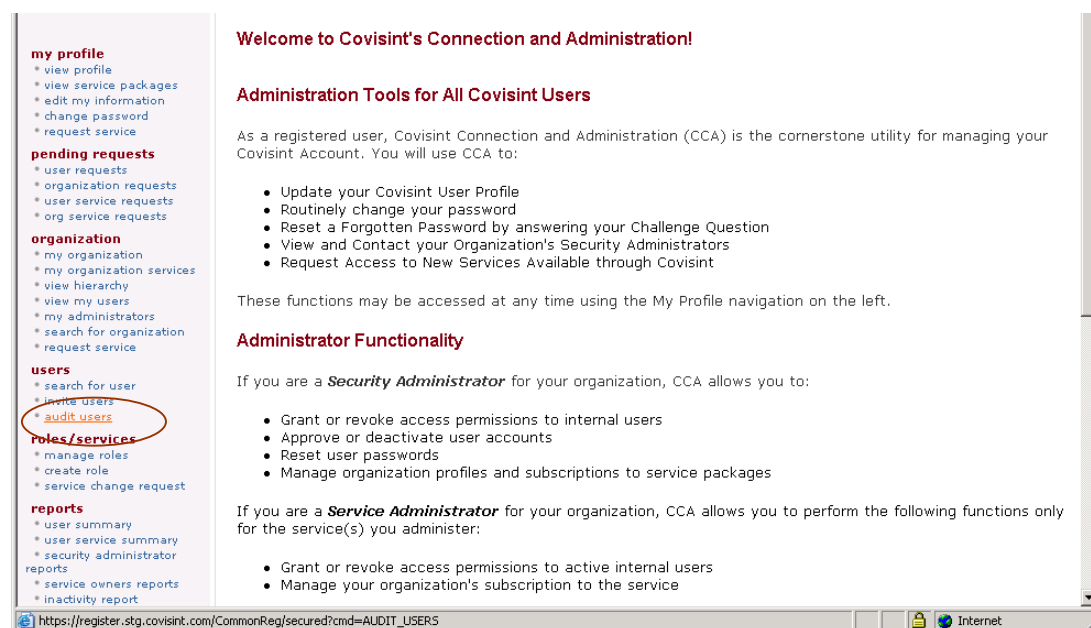 my profile
* view profile
* view service packages
* edit my information
* change password
* request service
pending requests
* user requests
* organization requests
* user service requests
* org service requests
organization
* my organization
* my organization services
* view hierarchy
* view my users
* my administrators
* search for organization
* request service
users
* search for user
* invite users
* audit users
roles/services
* manage roles
* create role
* service change request
reports
* user summary
* user service summary
* security administrator
reports
* service owners reports
* inactivity report
Welcome to Covisint's Connection and Administration!
Administration Tools for All Covisint Users
As a registered user, Covisint Connection and Administration (CCA) is the cornerstone utility for managing your
Covisint Account. You will use CCA to:
• Update your Covisint User Profile
• Routinely change your password
• Reset a Forgotten Password by answering your Challenge Question
• View and Contact your Organization's Security Administrators
• Request Access to New Services Available through Covisint
These functions may be accessed at any time using the My Profile navigation on the left.
Administrator Functionality
If you are a Security Administrator for your organization, CCA allows you to:
• Grant or revoke access permissions to internal users
• Approve or deactivate user accounts
• Reset user passwords
• Manage organization profiles and subscriptions to service packages
If you are a Service Administrator for your organization, CCA allows you to perform the following functions only
for the service(s) you administer:
• Grant or revoke access permissions to active internal users
• Manage your organization's subscription to the service
https://register.stg.covisint.com/CommonReg/secured?cmd=AUDIT_USERS
Internet